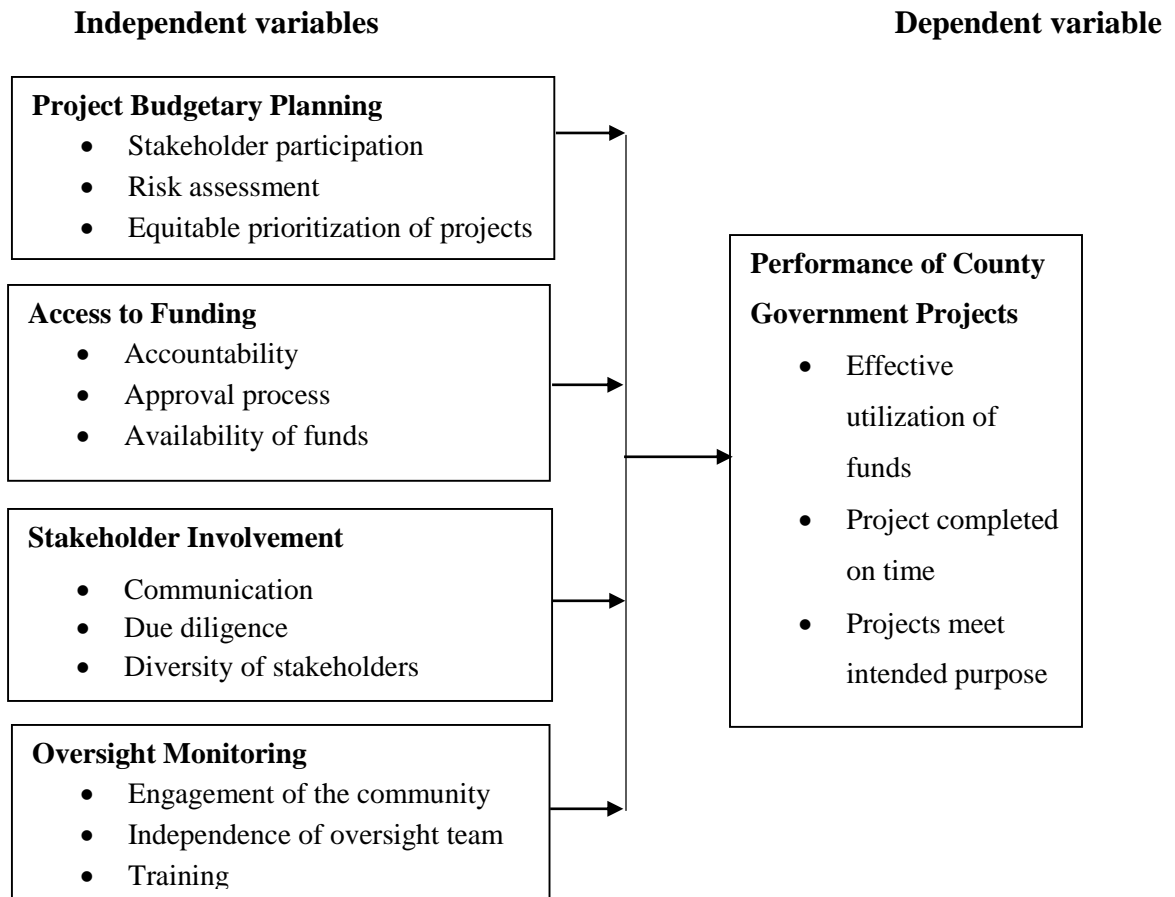 Independent variables
Dependent variable
Project Budgetary Planning
• Stakeholder participation
• Risk assessment
• Equitable prioritization of projects
Access to Funding
• Accountability
• Approval process
• Availability of funds
Stakeholder Involvement
• Communication
• Due diligence
• Diversity of stakeholders
Oversight Monitoring
• Engagement of the community
• Independence of oversight team
• Training
Performance of County
Government Projects
• Effective
utilization of
funds
• Project completed
on time
• Projects meet
intended purpose